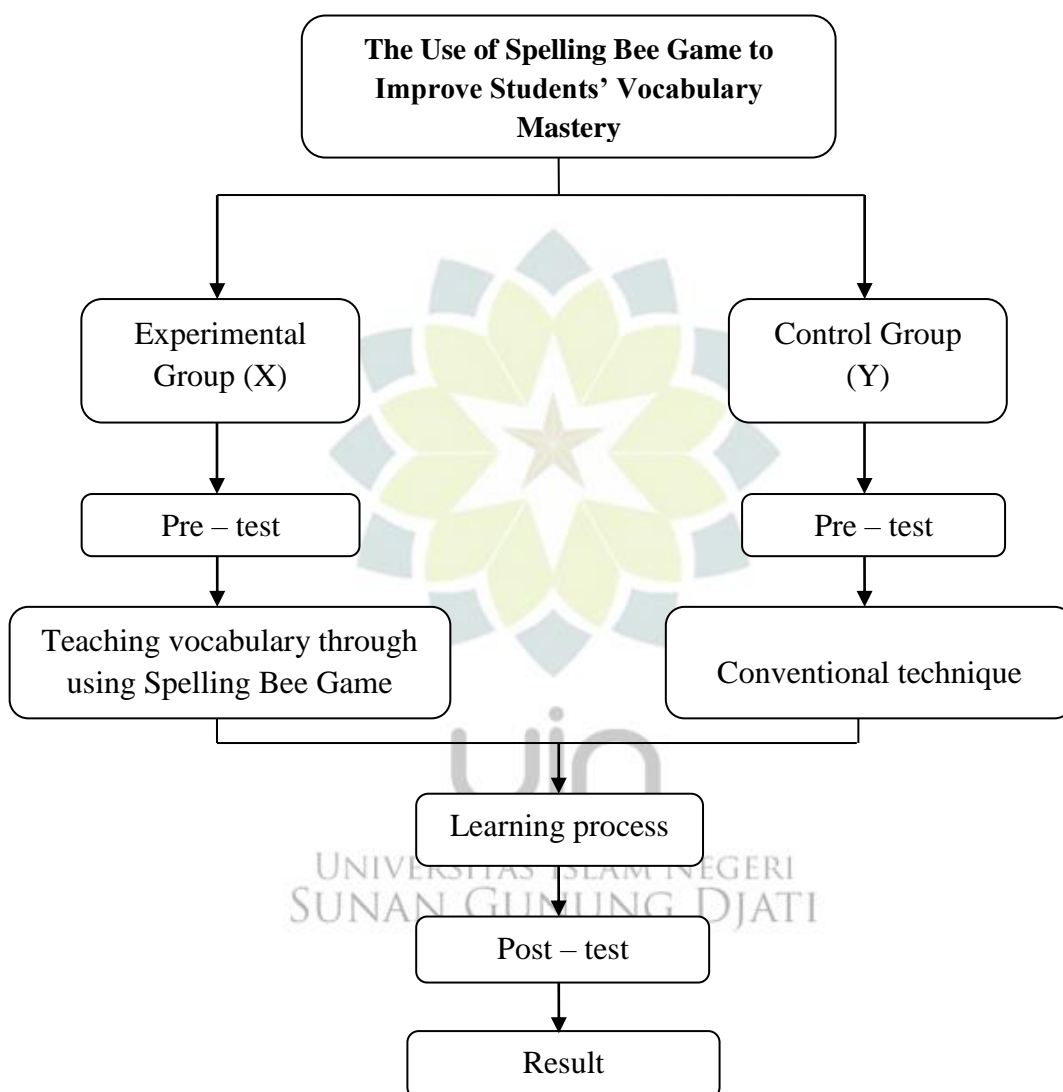 The Use of Spelling Bee Game to
Improve Students’ Vocabulary
Mastery
Experimental
Group (X)
Control Group
(Y)
Pre – test
Pre – test
Teaching vocabulary through
using Spelling Bee Game
Conventional technique
uin
Learning process
UNIVERSITAS ISLAM NEGERI
SUNAN GUNUNG DJATI
Post – test
Result